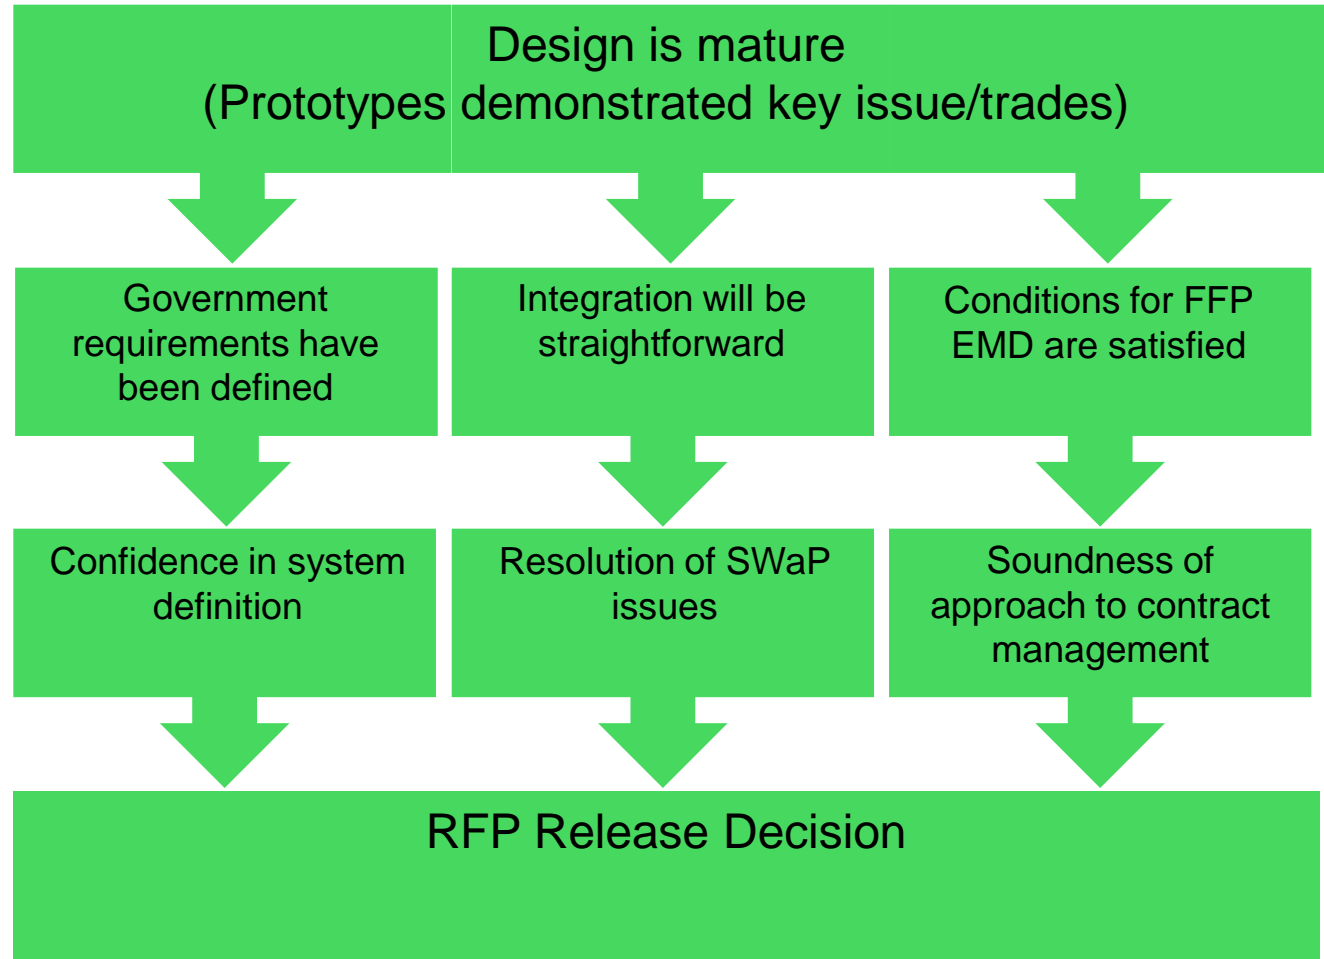 Design is mature
(Prototypes demonstrated key issue/trades)
Government
requirements have
been defined
Integration will be
straightforward
Conditions for FFP
EMD are satisfied
Confidence in system
definition
Resolution of SWaP
issues
Soundness of
approach to contract
management
RFP Release Decision